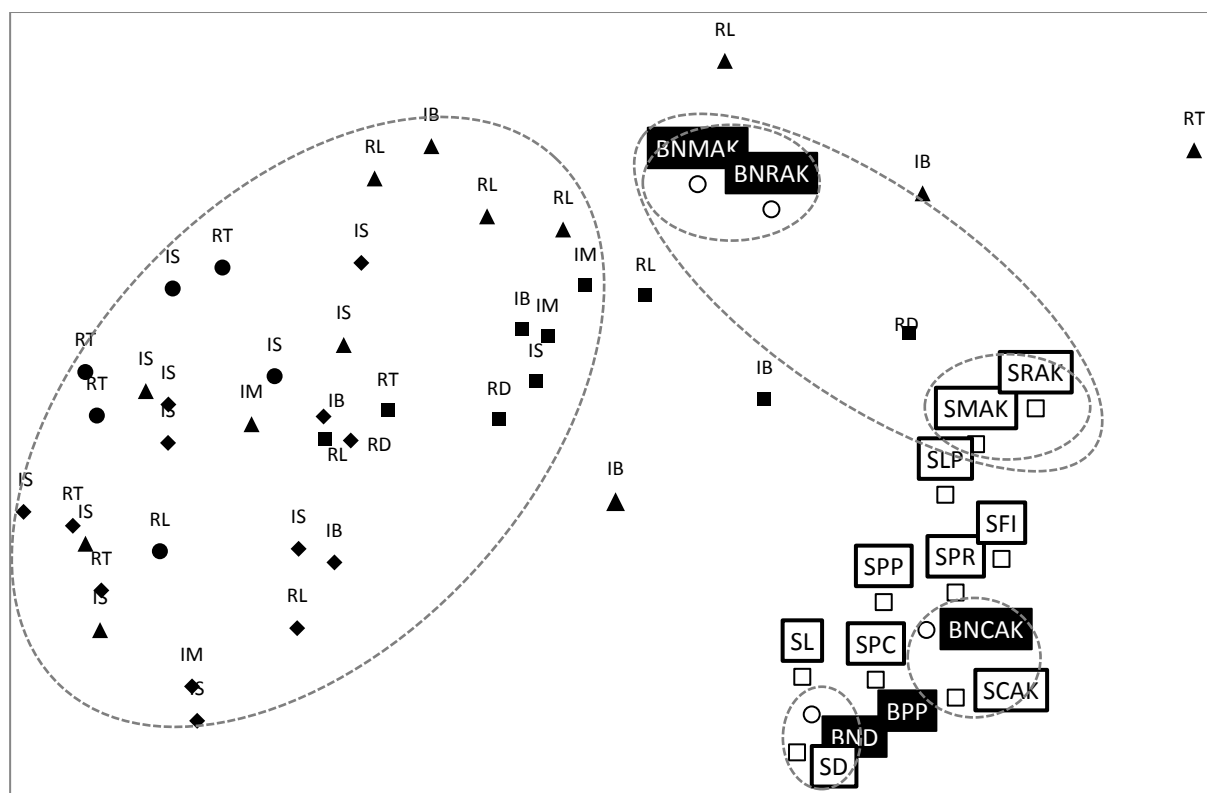 RL
IB
RT
BNMAK
RL
IB
BNRAK
RL
RL
IS
RT
IS
IM
RL
IB
IM
IS
RD
RT
IS
IS
IS
IS
RT
SRAK
RT
IM
IB
RD
SMAK
IB
IS
RL
RD
SLP
IB
IS
RT
IS
RL
IS
IB
SFI
RT
SPP
SPR
IS
RL
SL
SPC
BNCAK
IM
IS
SCAK
BPP
BND
SD